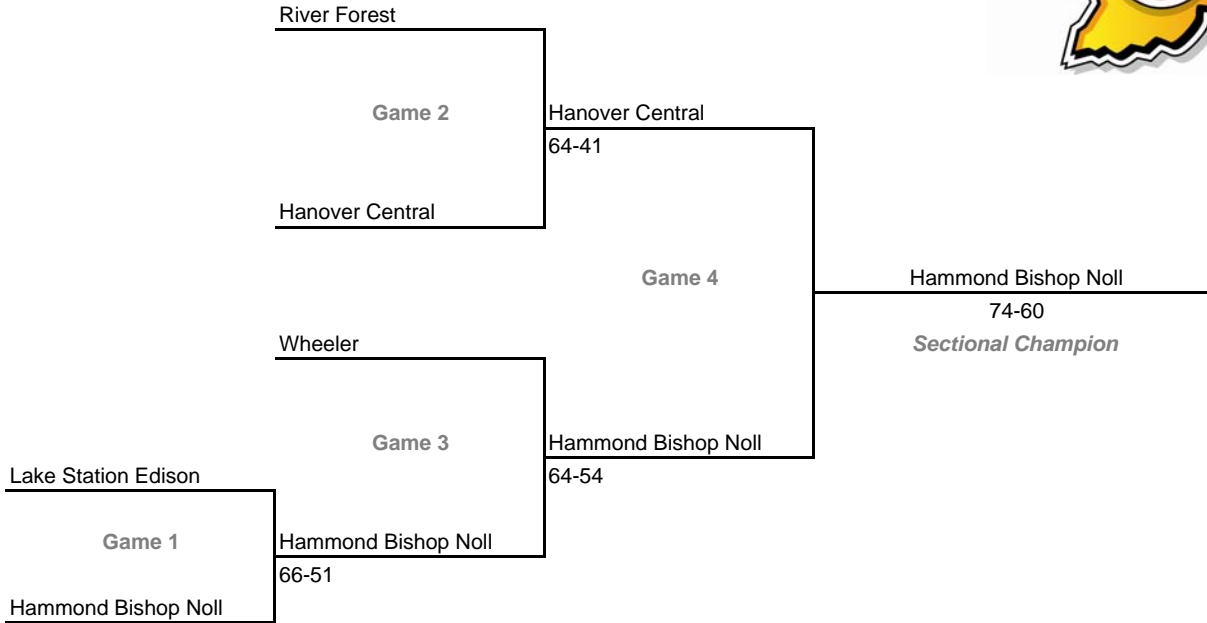 River Forest
Game 2
Hanover Central
64-41
Hanover Central
Game 4
Hammond Bishop Noll
74-60
Sectional Champion
Wheeler
Game 3
Hammond Bishop Noll
64-54
Lake Station Edison
Game 1
Hammond Bishop Noll
66-51
Hammond Bishop Noll